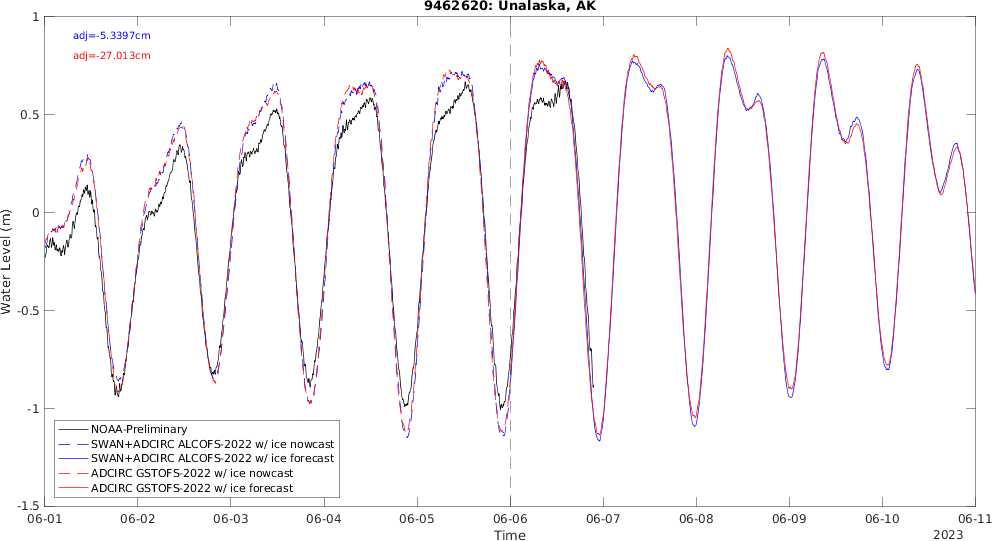 9462620: Unalaska, AK
adj=-5.3397cm
adj=-27.013cm
Water Level (m)
1
0.5
0
-0.5
-1
-1.5
NOAA-Preliminary
SWAN+ADCIRC ALCOFS-2022 w/ ice nowcast
SWAN+ADCIRC ALCOFS-2022 w/ ice forecast
ADCIRC GSTOFS-2022 w/ ice nowcast
ADCIRC GSTOFS-2022 w/ ice forecast
06-01 06-02 06-03 06-04 06-05 06-06 06-07 06-08 06-09 06-10 06-11
Time
2023